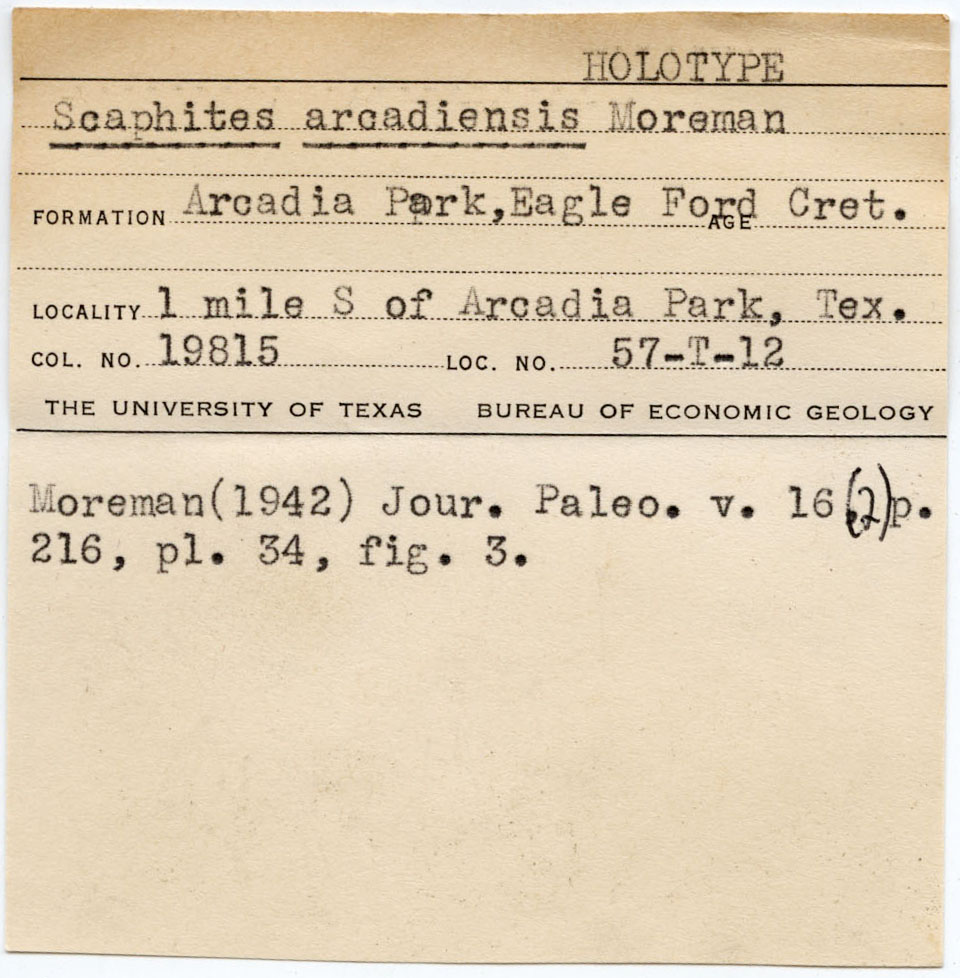 HOLOTYPE
Scaphites arcadiensis Moreman
FORMATION Arcadia Park,Eagle Ford AGE Cret.
LOCALITY 1 mile S of Arcadia Park, Tex.
COL. NO. 19815 LOC. NO. 57-T-12
THE UNIVERSITY OF TEXAS BUREAU OF ECONOMIC GEOLOGY
Moreman(1942) Jour. Paleo. v. 16(2)p.
216, pl. 34, fig. 3.